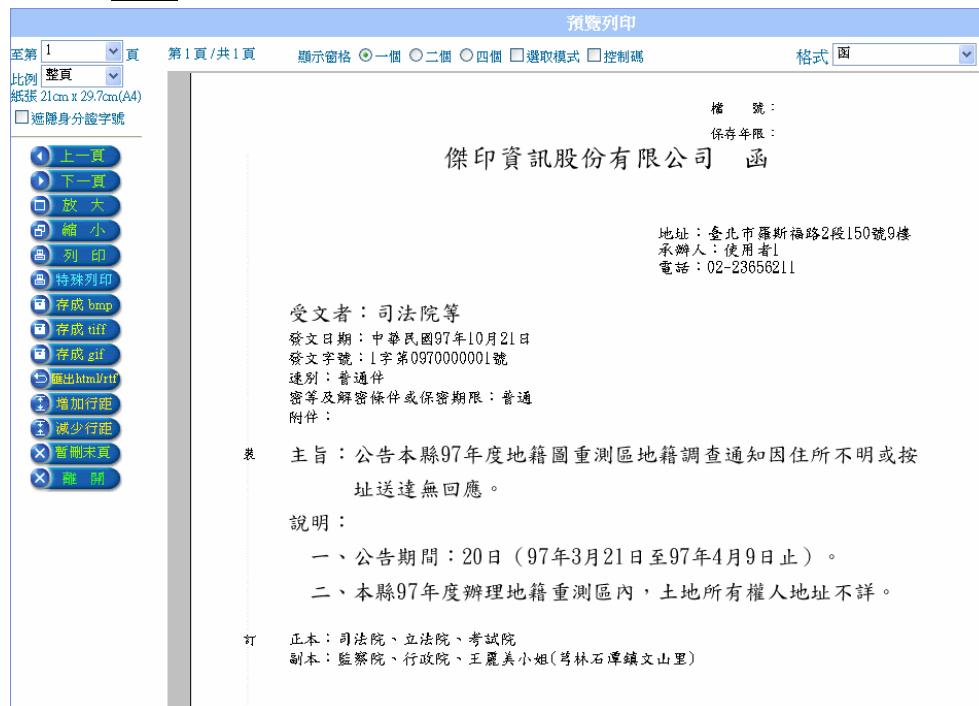 預覽列印
至第 1 頁
第1頁/共1頁
顯示窗格 一個 二個 四個 選取模式 控制碼
格式 函
比例 整頁
紙張 21cm x 29.7cm(A4)
遮隱身分證字號
上一頁
下一頁
放 大
縮 小
列 印
特殊列印
存成 bmp
存成 tiff
存成 gif
匯出html/rtf
增加行距
減少行距
暫刪末頁
離 開
檔 號：
保存年限：
傑印資訊股份有限公司 函
地址：臺北市羅斯福路2段150號9樓
承辦人：使用者1
電話：02-23656211
受文者：司法院等
發文日期：中華民國97年10月21日
發文字號：1字第0970000001號
速別：普通件
密等及解密條件或保密期限：普通
附件：
裝
主旨：公告本縣97年度地籍圖重測區地籍調查通知因住所不明或按
址送達無回應。
說明：
一、公告期間：20日（97年3月21日至97年4月9日止）。
二、本縣97年度辦理地籍重測區內，土地所有權人地址不詳。
訂
正本：司法院、立法院、考試院
副本：監察院、行政院、王麗美小姐(芎林石潭鎮文山里)